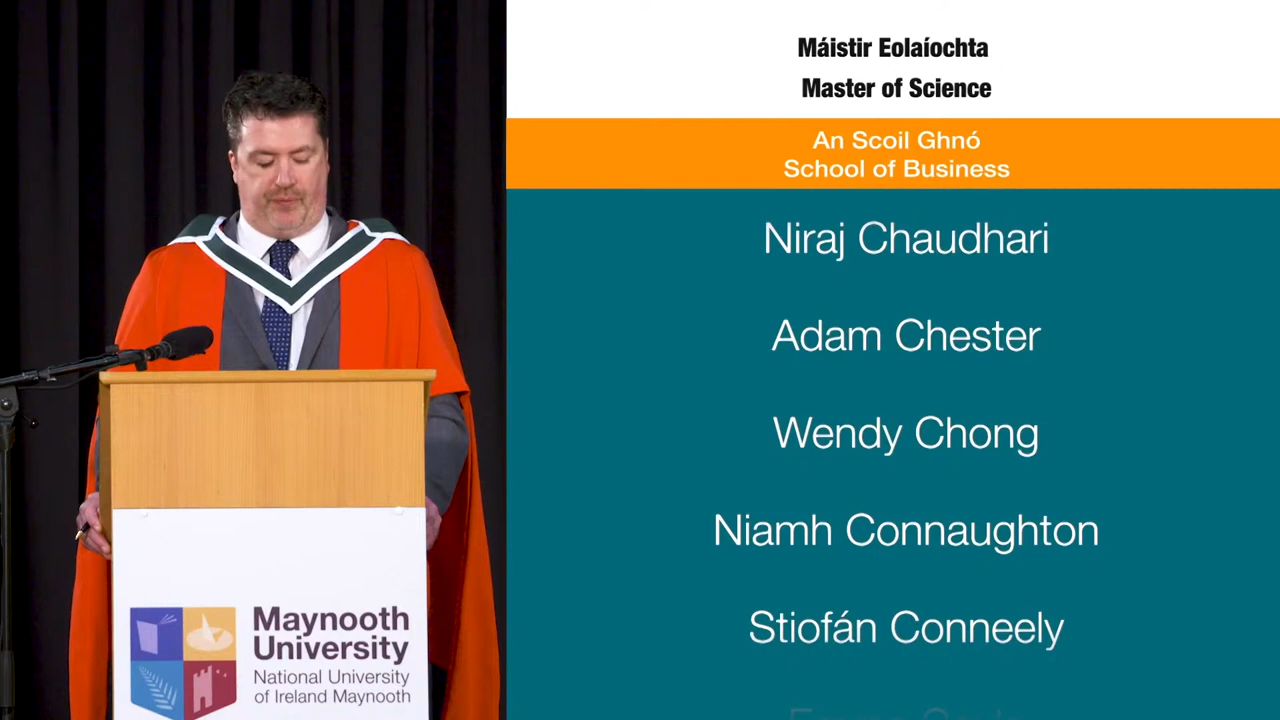 Máistir Eolaíochta
Master of Science
An Scoil Ghnó
School of Business
Niraj Chaudhari
Adam Chester
Wendy Chong
Niamh Connaughton
Stiofán Conneely
Maynooth
University
National University
of Ireland Maynooth